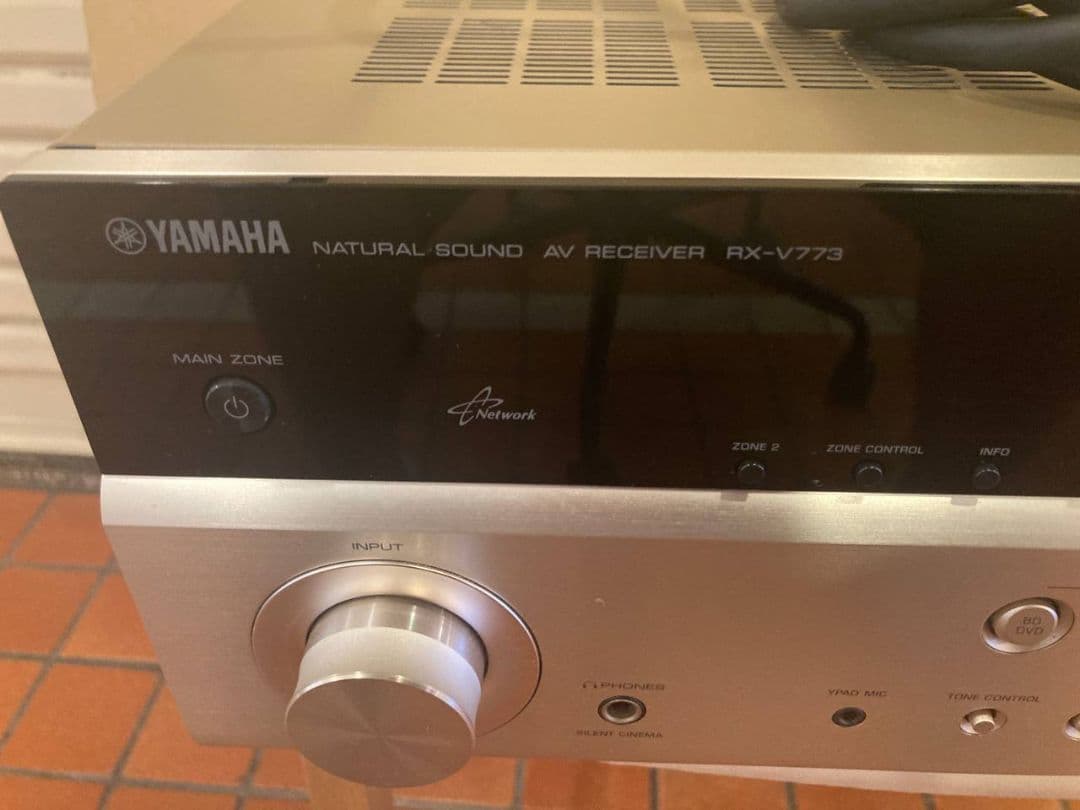 YAMAHA NATURAL SOUND AV RECEIVER RX-V773
MAIN ZONE
Network
ZONE 2 ZONE CONTROL INFO
INPUT
BD
DVD
PHONES YPAO MIC TONE CONTROL
SILENT CINEMA